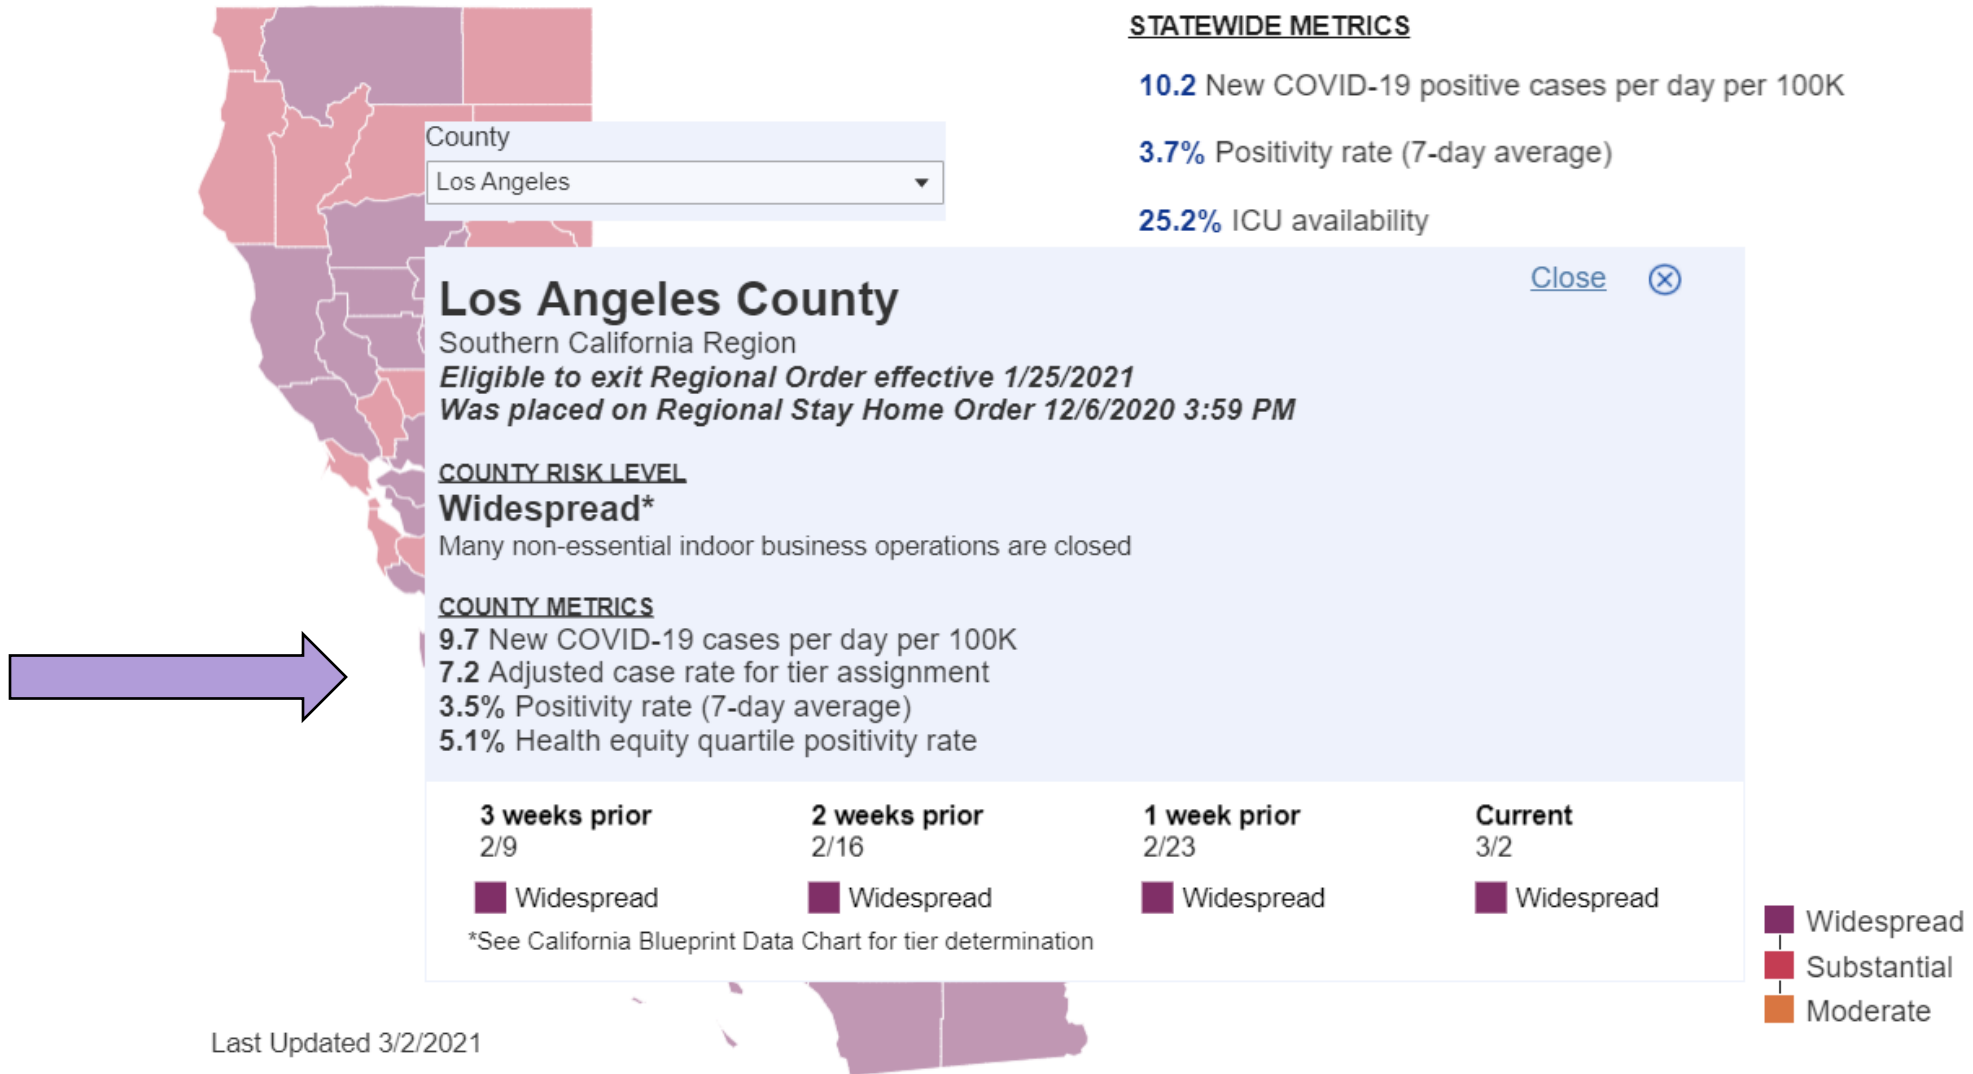 STATEWIDE METRICS
10.2 New COVID-19 positive cases per day per 100K
3.7% Positivity rate (7-day average)
25.2% ICU availability
County
Los Angeles
Close
Los Angeles County
Southern California Region
Eligible to exit Regional Order effective 1/25/2021
Was placed on Regional Stay Home Order 12/6/2020 3:59 PM
COUNTY RISK LEVEL
Widespread*
Many non-essential indoor business operations are closed
COUNTY METRICS
9.7 New COVID-19 cases per day per 100K
7.2 Adjusted case rate for tier assignment
3.5% Positivity rate (7-day average)
5.1% Health equity quartile positivity rate
3 weeks prior 2 weeks prior 1 week prior Current
2/9 2/16 2/23 3/2
Widespread Widespread Widespread Widespread
*See California Blueprint Data Chart for tier determination
Widespread
Substantial
Moderate
Last Updated 3/2/2021